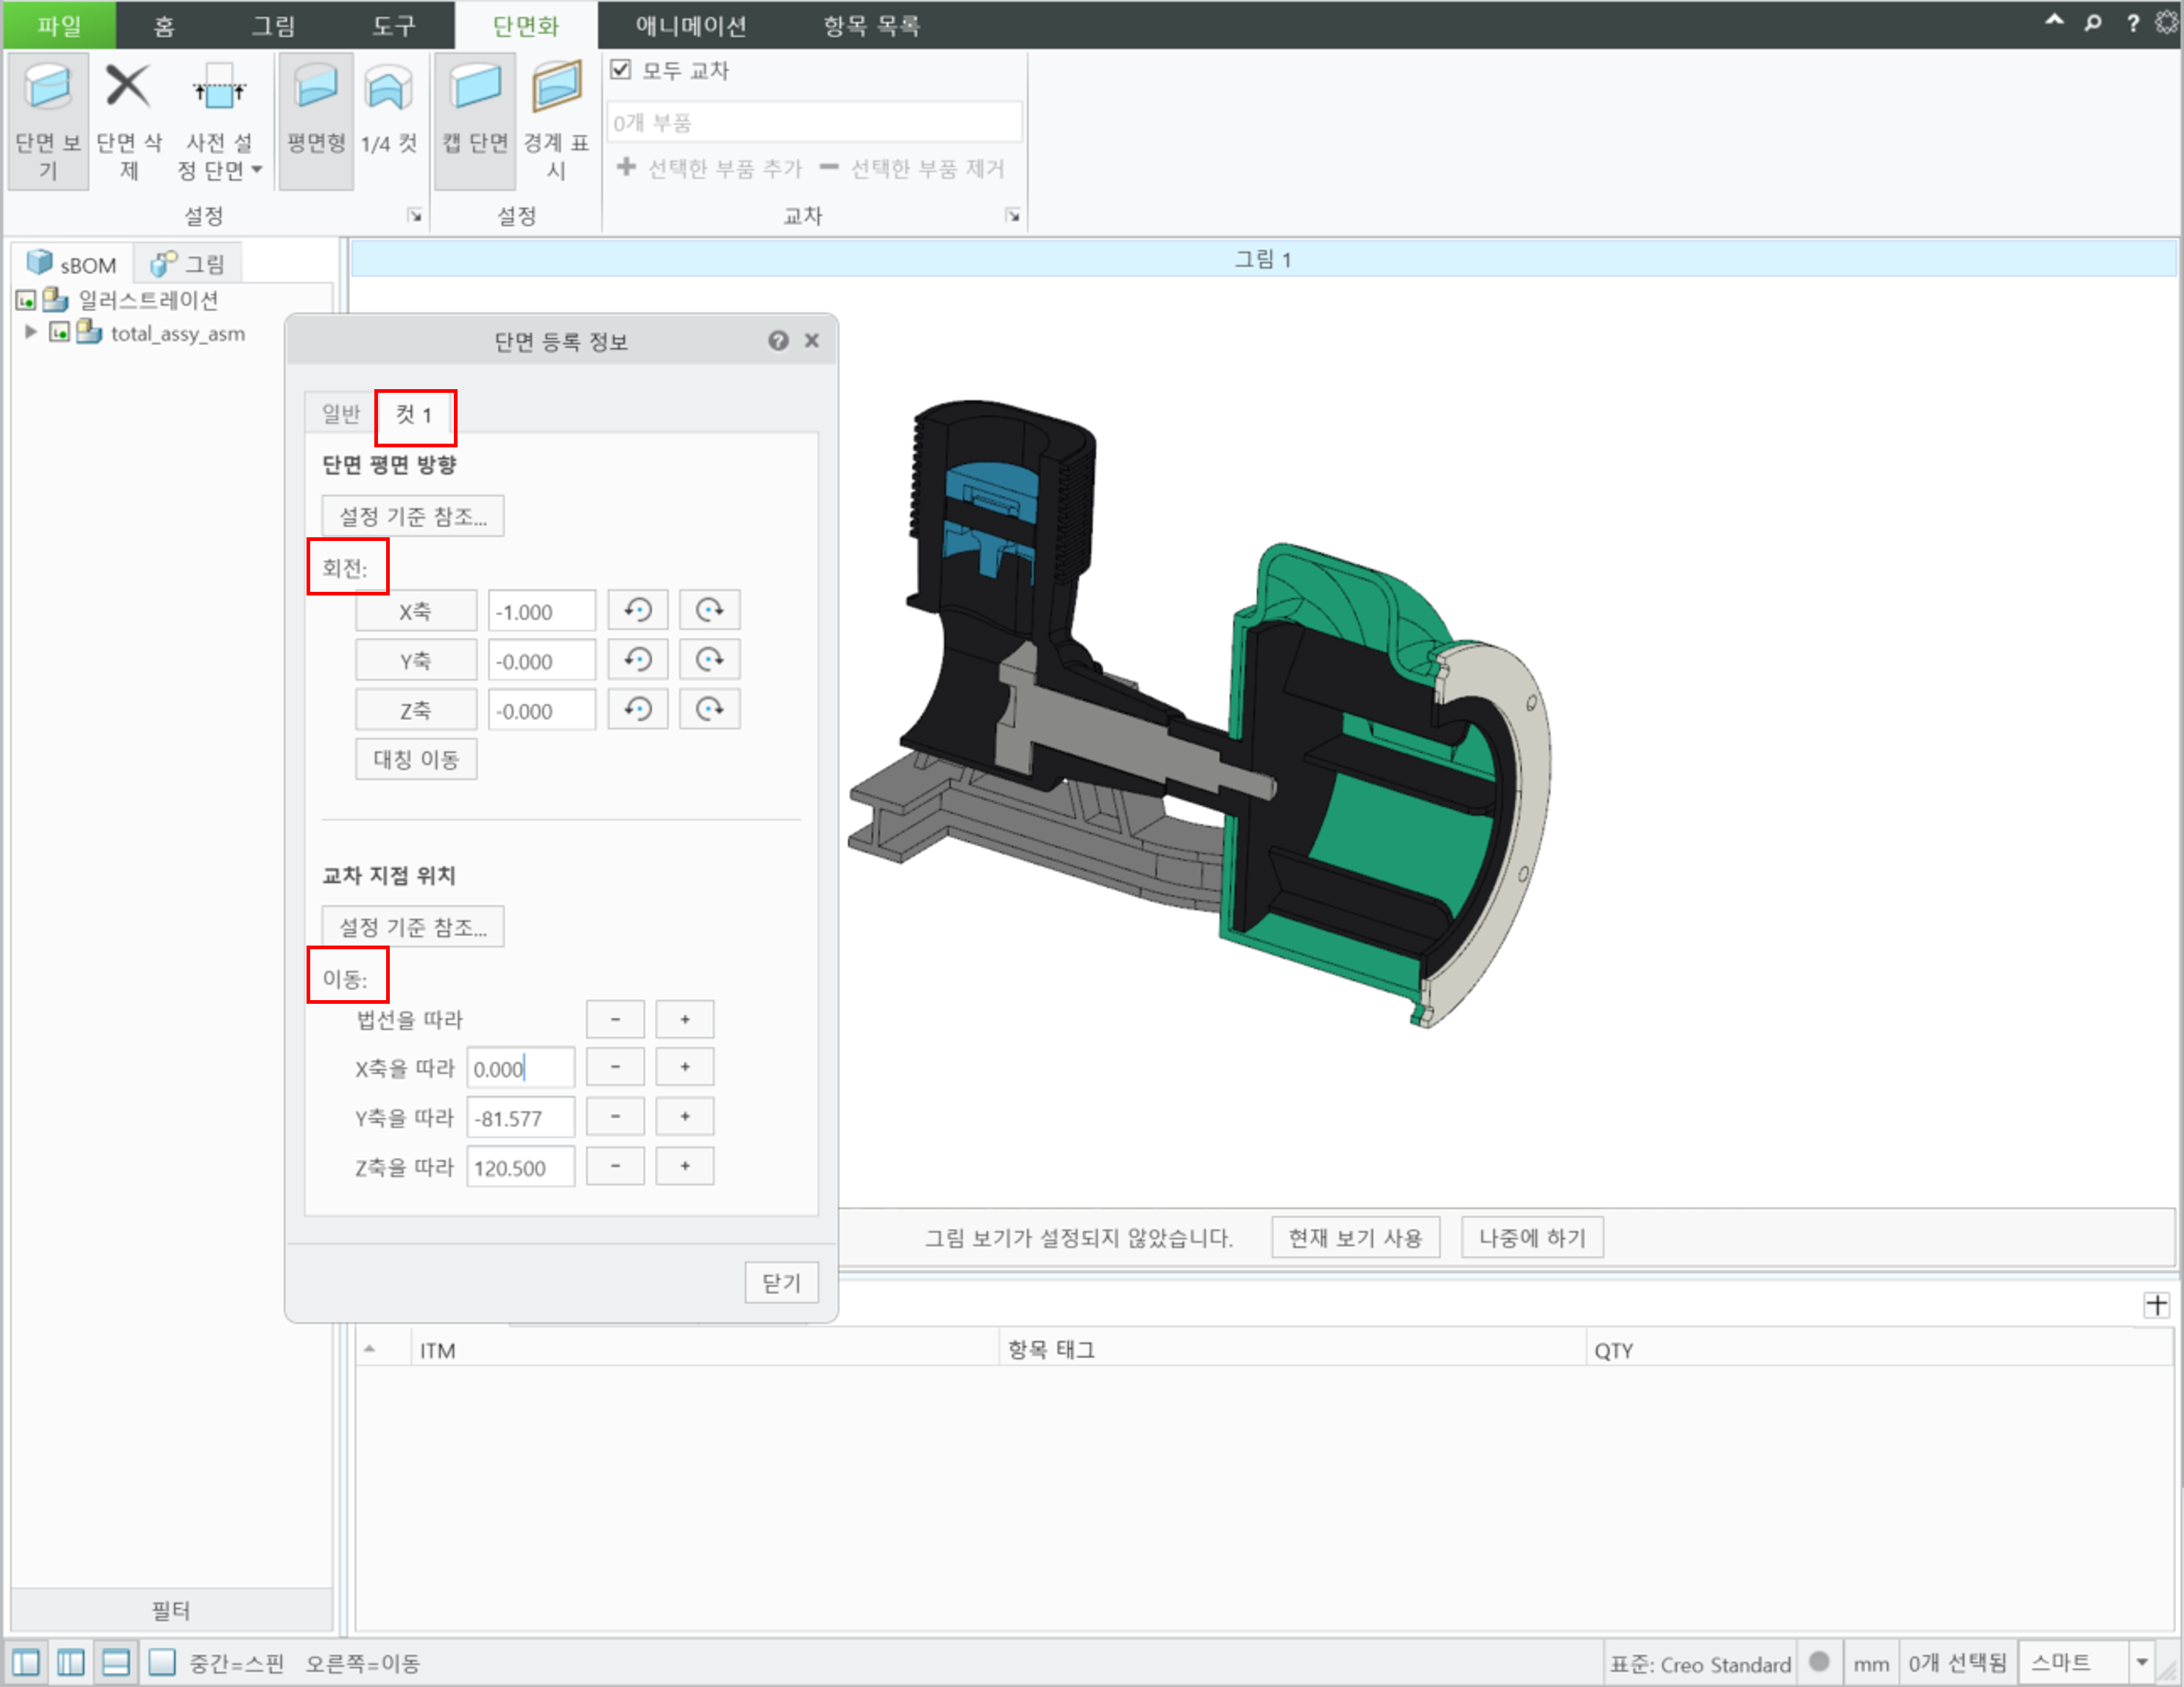 파일 홈 그림 도구 단면화 애니메이션 항목 목록 ?
단면 보기
단면 삭제
사전 설정 단면
평면형
1/4 컷
캡 단면
경계 표시
모두 교차
0개 부품
선택한 부품 추가 선택한 부품 제거
설정 설정 교차
sBOM 그림
일러스트레이션
total_assy_asm
그림 1
단면 등록 정보 ?
일반 컷 1
단면 평면 방향
설정 기준 참조...
회전:
X축 -1.000
Y축 -0.000
Z축 -0.000
대칭 이동
교차 지점 위치
설정 기준 참조...
이동:
법선을 따라 - +
X축을 따라 0.000 - +
Y축을 따라 -81.577 - +
Z축을 따라 120.500 - +
닫기
그림 보기가 설정되지 않았습니다. 현재 보기 사용 나중에 하기
ITM 항목 태그 QTY
필터
중간=스핀 오른쪽=이동 표준: Creo Standard mm 0개 선택됨 스마트